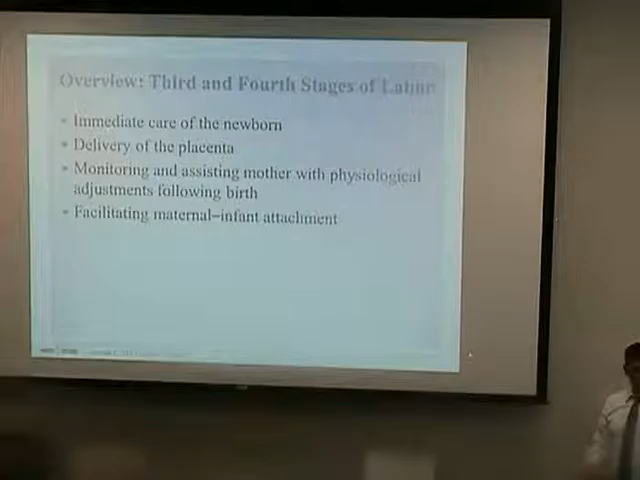 Overview: Third and Fourth Stages of Labor
Immediate care of the newborn
Delivery of the placenta
Monitoring and assisting mother with physiological
adjustments following birth
Facilitating maternal–infant attachment